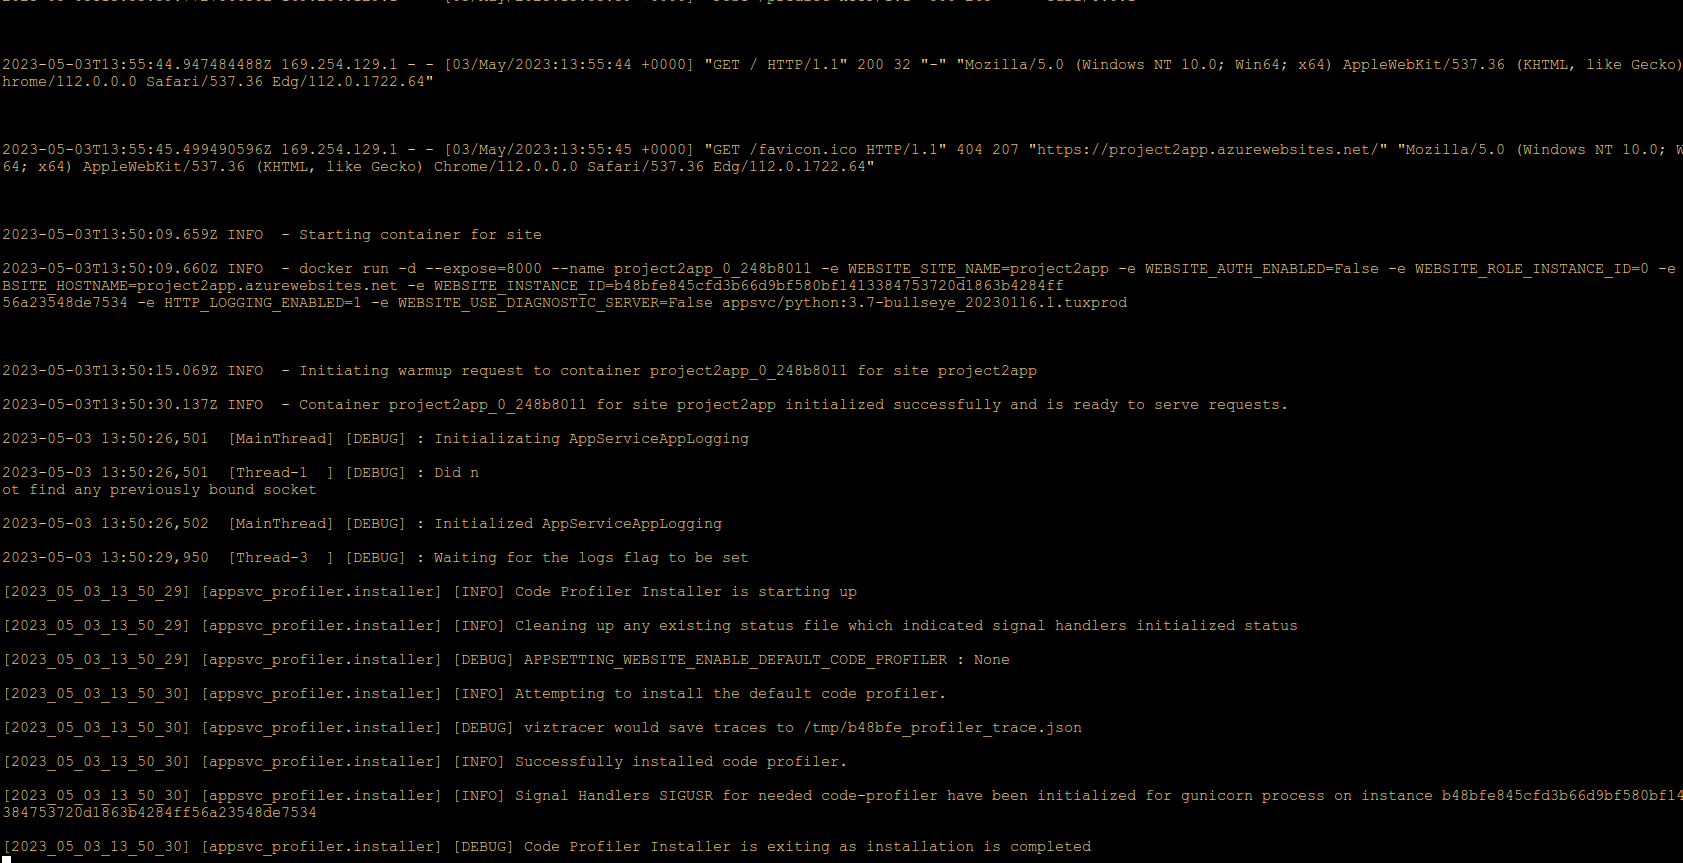 2023-05-03T13:55:44.947484488Z 169.254.129.1 - - [03/May/2023:13:55:44 +0000] "GET / HTTP/1.1" 200 32 "-" "Mozilla/5.0 (Windows NT 10.0; Win64; x64) AppleWebKit/537.36 (KHTML, like Gecko)
hrome/112.0.0.0 Safari/537.36 Edg/112.0.1722.64"
2023-05-03T13:55:45.499490596Z 169.254.129.1 - - [03/May/2023:13:55:45 +0000] "GET /favicon.ico HTTP/1.1" 404 207 "https://project2app.azurewebsites.net/" "Mozilla/5.0 (Windows NT 10.0; W
64; x64) AppleWebKit/537.36 (KHTML, like Gecko) Chrome/112.0.0.0 Safari/537.36 Edg/112.0.1722.64"
2023-05-03T13:50:09.659Z INFO  - Starting container for site
2023-05-03T13:50:09.660Z INFO  - docker run -d --expose=8000 --name project2app_0_248b8011 -e WEBSITE_SITE_NAME=project2app -e WEBSITE_AUTH_ENABLED=False -e WEBSITE_ROLE_INSTANCE_ID=0 -e
BSITE_HOSTNAME=project2app.azurewebsites.net -e WEBSITE_INSTANCE_ID=b48bfe845cfd3b66d9bf580bf1413384753720d1863b4284ff
56a23548de7534 -e HTTP_LOGGING_ENABLED=1 -e WEBSITE_USE_DIAGNOSTIC_SERVER=False appsvc/python:3.7-bullseye_20230116.1.tuxprod
2023-05-03T13:50:15.069Z INFO  - Initiating warmup request to container project2app_0_248b8011 for site project2app
2023-05-03T13:50:30.137Z INFO  - Container project2app_0_248b8011 for site project2app initialized successfully and is ready to serve requests.
2023-05-03 13:50:26,501  [MainThread] [DEBUG] : Initializating AppServiceAppLogging
2023-05-03 13:50:26,501  [Thread-1  ] [DEBUG] : Did n
ot find any previously bound socket
2023-05-03 13:50:26,502  [MainThread] [DEBUG] : Initialized AppServiceAppLogging
2023-05-03 13:50:29,950  [Thread-3  ] [DEBUG] : Waiting for the logs flag to be set
[2023_05_03_13_50_29] [appsvc_profiler.installer] [INFO] Code Profiler Installer is starting up
[2023_05_03_13_50_29] [appsvc_profiler.installer] [INFO] Cleaning up any existing status file which indicated signal handlers initialized status
[2023_05_03_13_50_29] [appsvc_profiler.installer] [DEBUG] APPSETTING_WEBSITE_ENABLE_DEFAULT_CODE_PROFILER : None
[2023_05_03_13_50_30] [appsvc_profiler.installer] [INFO] Attempting to install the default code profiler.
[2023_05_03_13_50_30] [appsvc_profiler.installer] [DEBUG] viztracer would save traces to /tmp/b48bfe_profiler_trace.json
[2023_05_03_13_50_30] [appsvc_profiler.installer] [INFO] Successfully installed code profiler.
[2023_05_03_13_50_30] [appsvc_profiler.installer] [INFO] Signal Handlers SIGUSR for needed code-profiler have been initialized for gunicorn process on instance b48bfe845cfd3b66d9bf580bf14
384753720d1863b4284ff56a23548de7534
[2023_05_03_13_50_30] [appsvc_profiler.installer] [DEBUG] Code Profiler Installer is exiting as installation is completed